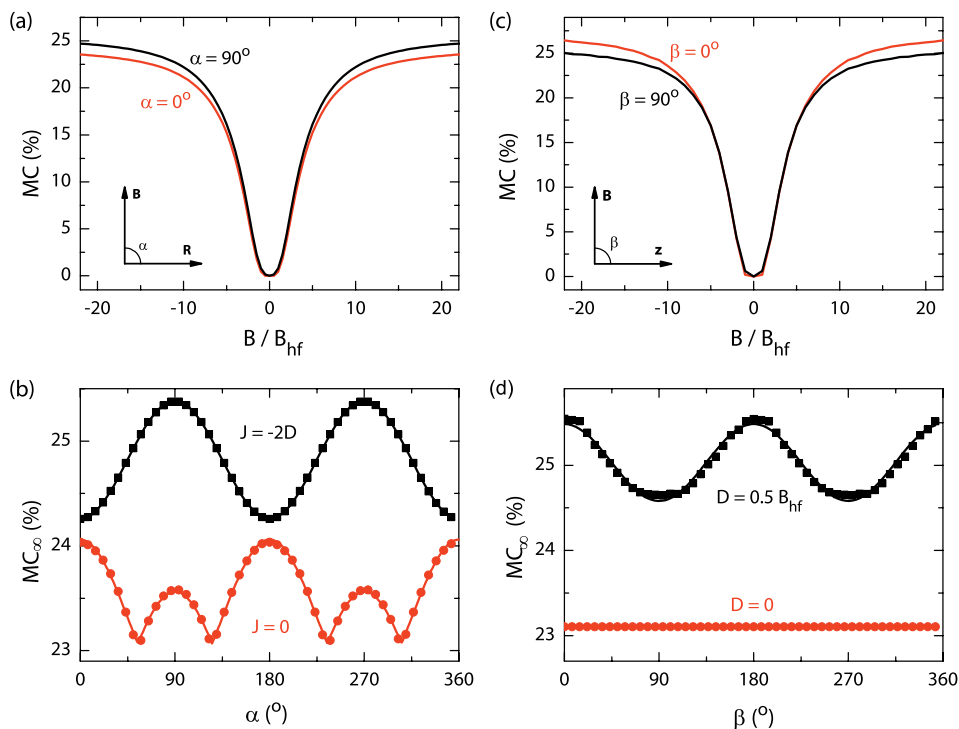 (a)
25
20
15
10
5
0
MC (%)
α = 90°
α = 0°
B
α
R
-20 -10 0 10 20
B / Bhf
(c)
25
20
15
10
5
0
MC (%)
β = 0°
β = 90°
B
β
z
-20 -10 0 10 20
B / Bhf
(b)
25
24
23
MC∞ (%)
J = -2D
J = 0
0 90 180 270 360
α (°)
(d)
26
25
24
23
MC∞ (%)
D = 0.5 Bhf
D = 0
0 90 180 270 360
β (°)